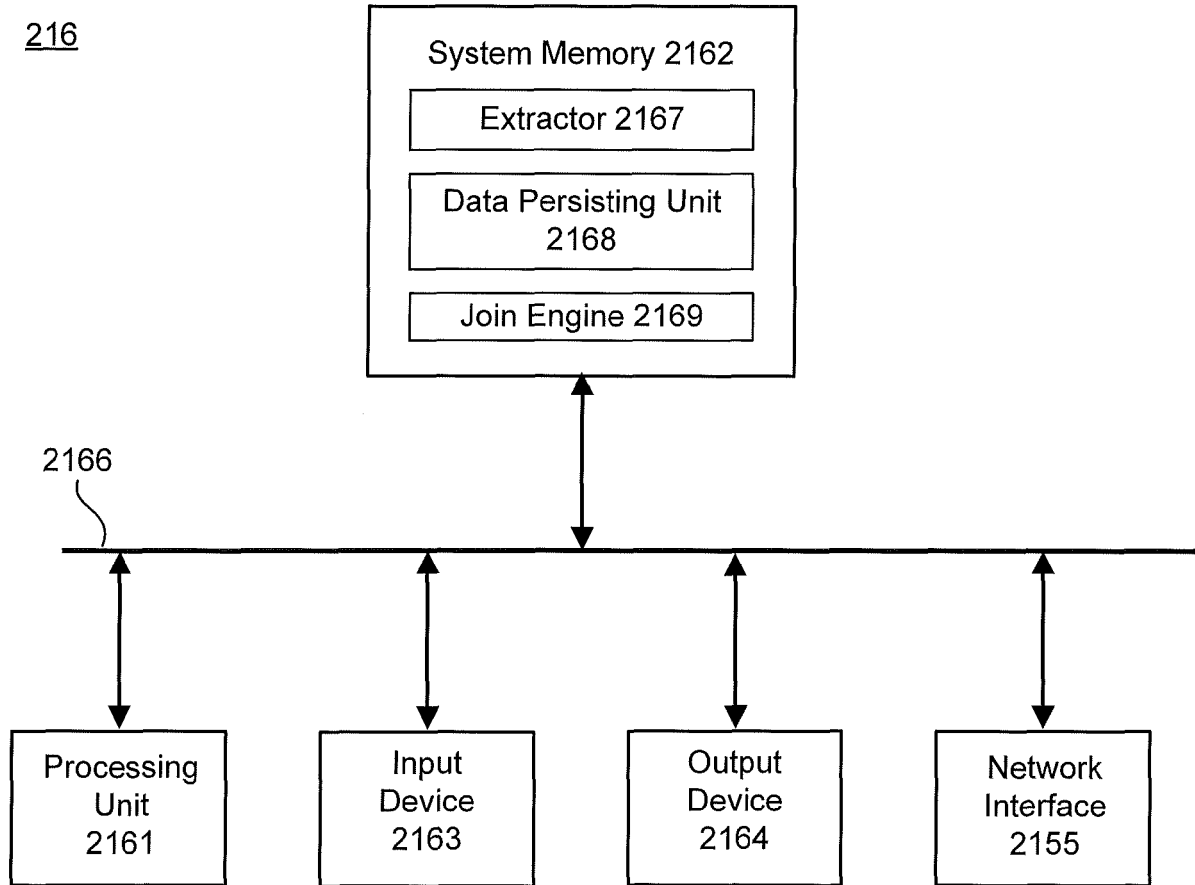 216
System Memory 2162
Extractor 2167
Data Persisting Unit
2168
Join Engine 2169
2166
Processing
Unit
2161
Input
Device
2163
Output
Device
2164
Network
Interface
2155